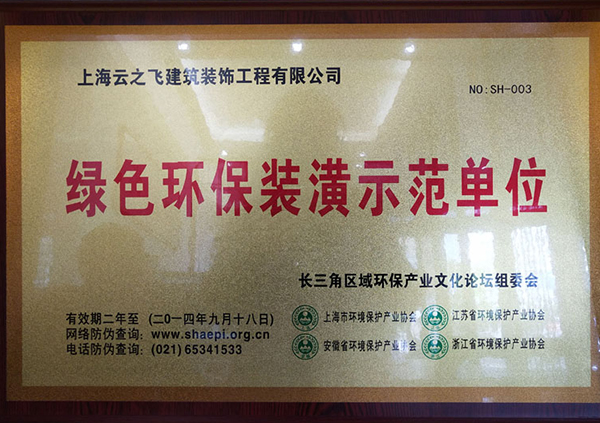 上海云之飞建筑装饰工程有限公司
NO:SH-003
绿色环保装潢示范单位
长三角区域环保产业文化论坛组委会
有效期二年至 (二0一四年九月十八日)
网络防伪查询: www.shaepi.org.cn
电话防伪查询: (021) 65341533
上海市环境保护产业协会
江苏省环境保护产业协会
安徽省环境保护产业协会
浙江省环境保护产业协会